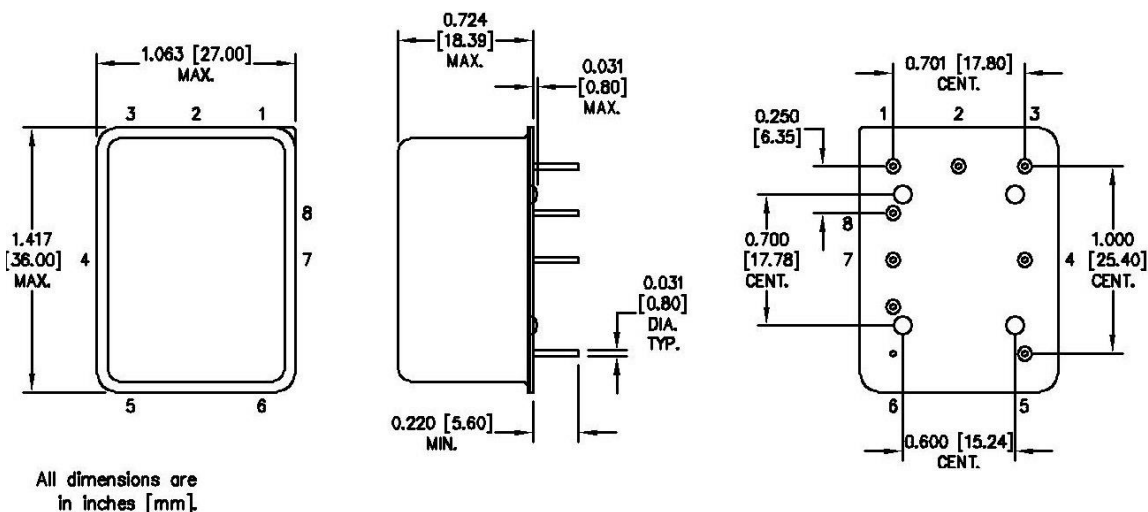 1.063 [27.00]
MAX.
3 2 1
1.417
[36.00]
MAX.
4
8
7
5 6
0.724
[18.39]
MAX.
0.031
[0.80]
MAX.
0.031
[0.80]
DIA.
TYP.
0.220 [5.60]
MIN.
0.701 [17.80]
CENT.
1 2 3
0.250
[6.35]
8
0.700
[17.78]
CENT.
7
4
1.000
[25.40]
CENT.
6 5
0.600 [15.24]
CENT.
All dimensions are
in inches [mm].